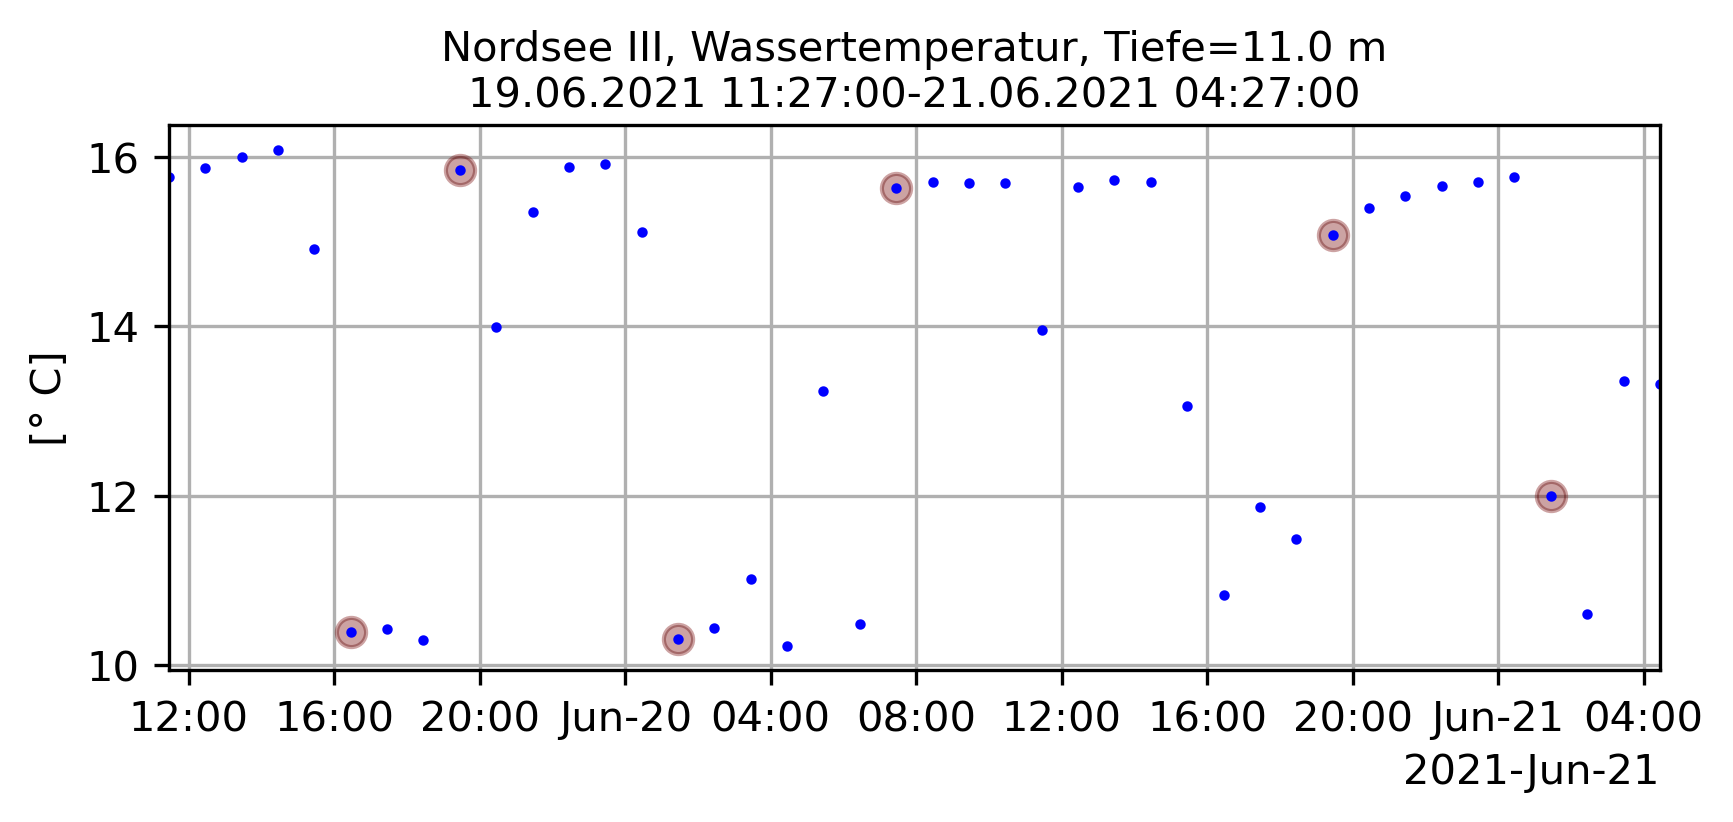 Nordsee III, Wassertemperatur, Tiefe=11.0 m
19.06.2021 11:27:00-21.06.2021 04:27:00
16
14
12
10
[° C]
12:00 16:00 20:00 Jun-20 04:00 08:00 12:00 16:00 20:00 Jun-21 04:00
2021-Jun-21